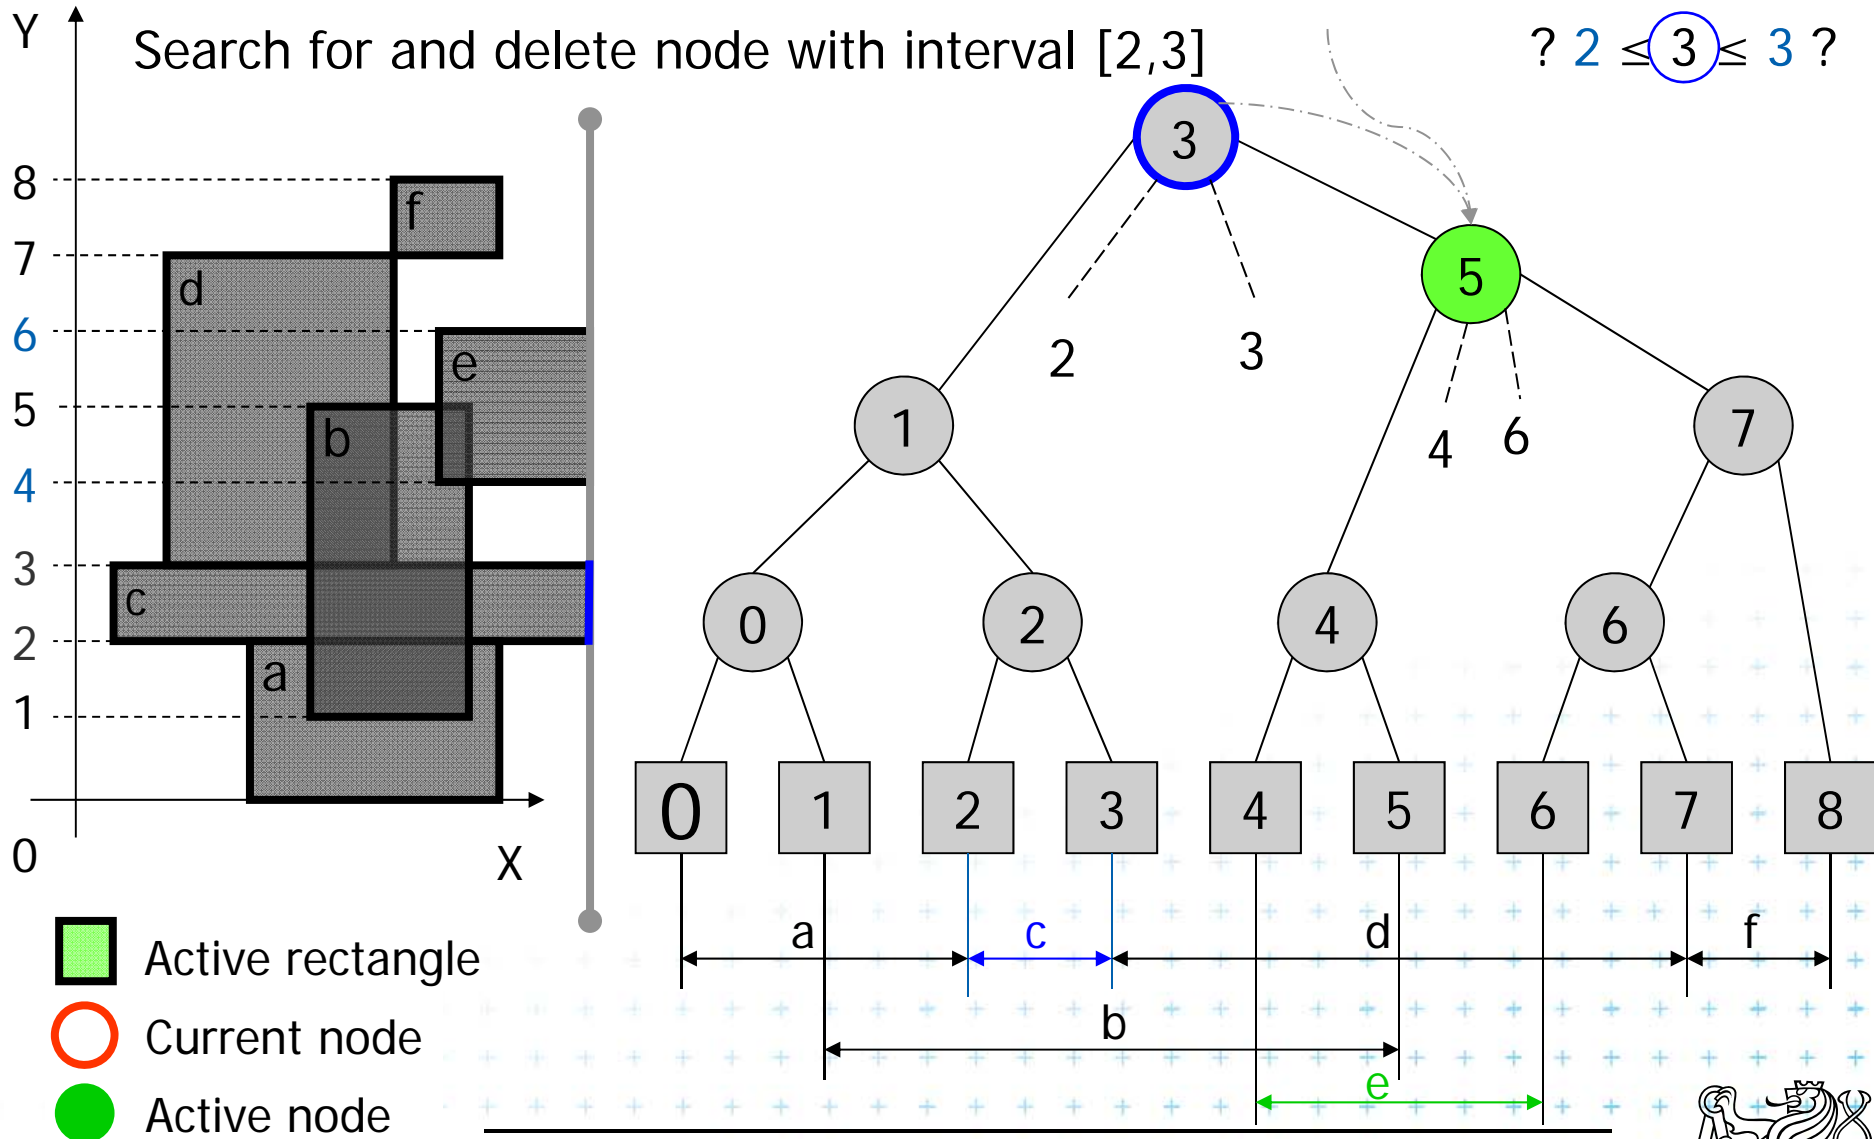 Y
Search for and delete node with interval [2,3]
? 2 ≤ 3 ≤ 3 ?
3
8
f
7
d
5
6
e
2
3
5
b
1
4
6
7
4
3
c
0
2
4
6
2
a
1
0
1
2
3
4
5
6
7
8
0
X
a
c
d
f
Active rectangle
b
Current node
e
Active node